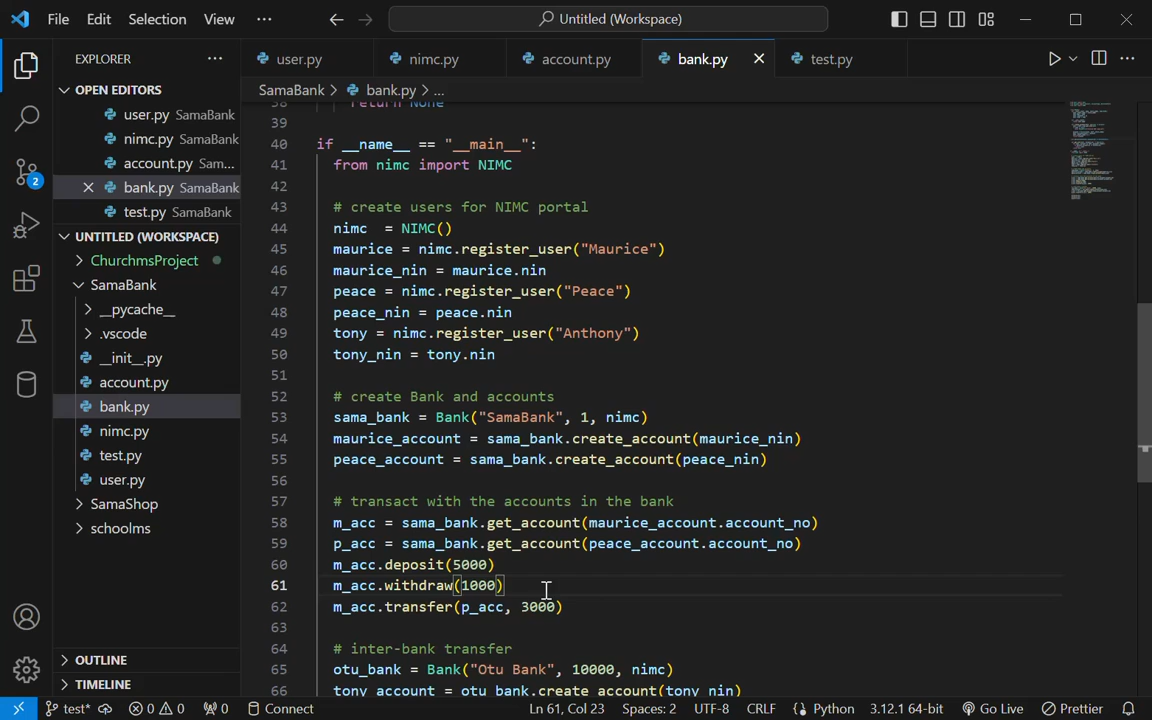 File Edit Selection View ··· Untitled (Workspace)
EXPLORER ···
OPEN EDITORS
user.py SamaBank
nimc.py SamaBank
account.py Sam...
bank.py SamaBank
test.py SamaBank
UNTITLED (WORKSPACE)
ChurchmsProject
SamaBank
__pycache__
.vscode
__init__.py
account.py
bank.py
nimc.py
test.py
user.py
SamaShop
schoolms
OUTLINE
TIMELINE
2
user.py nimc.py account.py bank.py test.py
SamaBank > bank.py > ...
38 return None
39
40 if __name__ == "__main__":
41 from nimc import NIMC
42
43 # create users for NIMC portal
44 nimc  = NIMC()
45 maurice = nimc.register_user("Maurice")
46 maurice_nin = maurice.nin
47 peace = nimc.register_user("Peace")
48 peace_nin = peace.nin
49 tony = nimc.register_user("Anthony")
50 tony_nin = tony.nin
51
52 # create Bank and accounts
53 sama_bank = Bank("SamaBank", 1, nimc)
54 maurice_account = sama_bank.create_account(maurice_nin)
55 peace_account = sama_bank.create_account(peace_nin)
56
57 # transact with the accounts in the bank
58 m_acc = sama_bank.get_account(maurice_account.account_no)
59 p_acc = sama_bank.get_account(peace_account.account_no)
60 m_acc.deposit(5000)
61 m_acc.withdraw(1000)
62 m_acc.transfer(p_acc, 3000)
63
64 # inter-bank transfer
65 otu_bank = Bank("Otu Bank", 10000, nimc)
66 tony_account = otu_bank.create_account(tony_nin)
test* 0 0 0 Connect Ln 61, Col 23 Spaces: 2 UTF-8 CRLF Python 3.12.1 64-bit Go Live Prettier